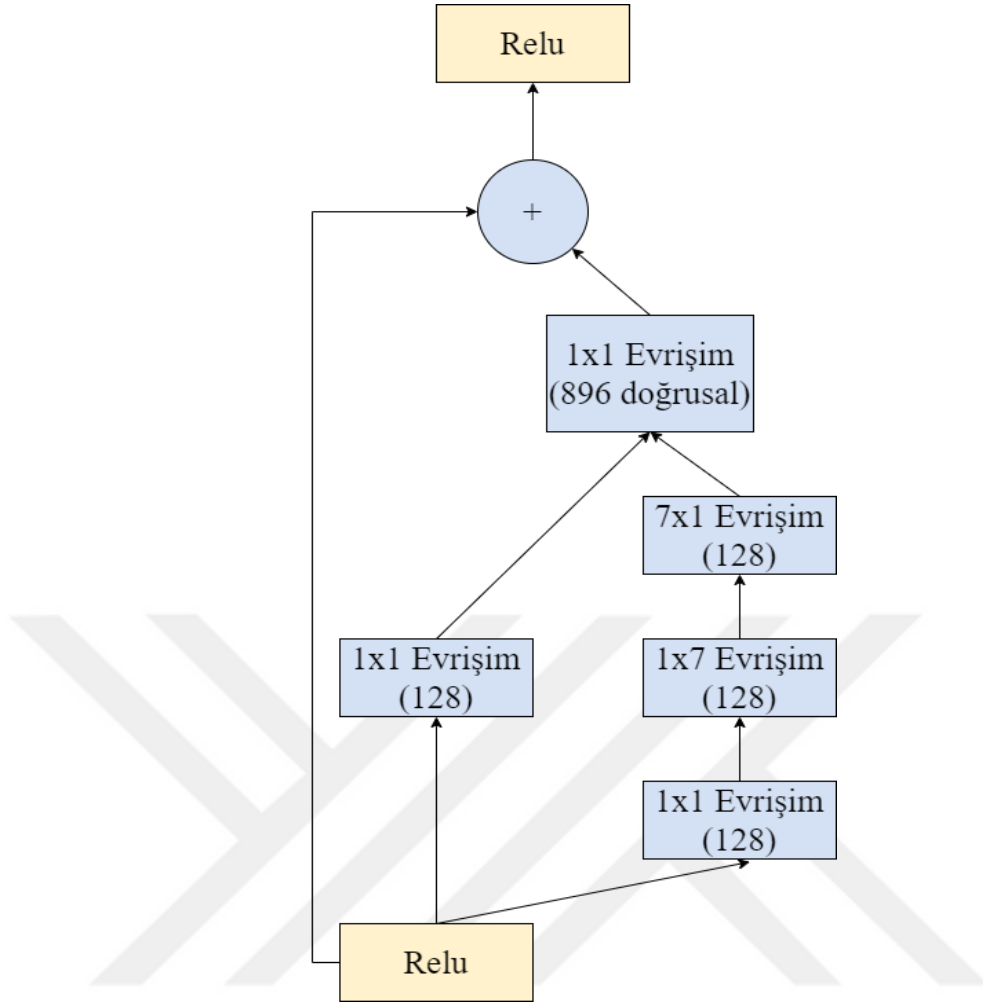 Relu
+
1x1 Evrişim
(896 doğrusal)
7x1 Evrişim
(128)
1x1 Evrişim
(128)
1x7 Evrişim
(128)
1x1 Evrişim
(128)
Relu